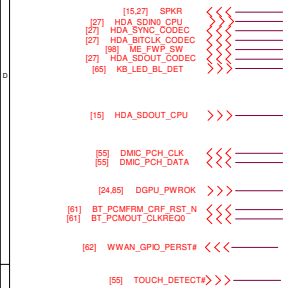 [15,27] SPKR
[27] HDA_SDIN0_CPU
[27] HDA_SYNC_CODEC
[27] HDA_BITCLK_CODEC
[98] ME_FWP_SW
[27] HDA_SDOUT_CODEC
[65] KB_LED_BL_DET
D
[15] HDA_SDOUT_CPU
[55] DMIC_PCH_CLK
[55] DMIC_PCH_DATA
[24,85] DGPU_PWROK
[61] BT_PCMFRM_CRF_RST_N
[61] BT_PCMOUT_CLKREQ0
[62] WWAN_GPIO_PERST#
[55] TOUCH_DETECT#